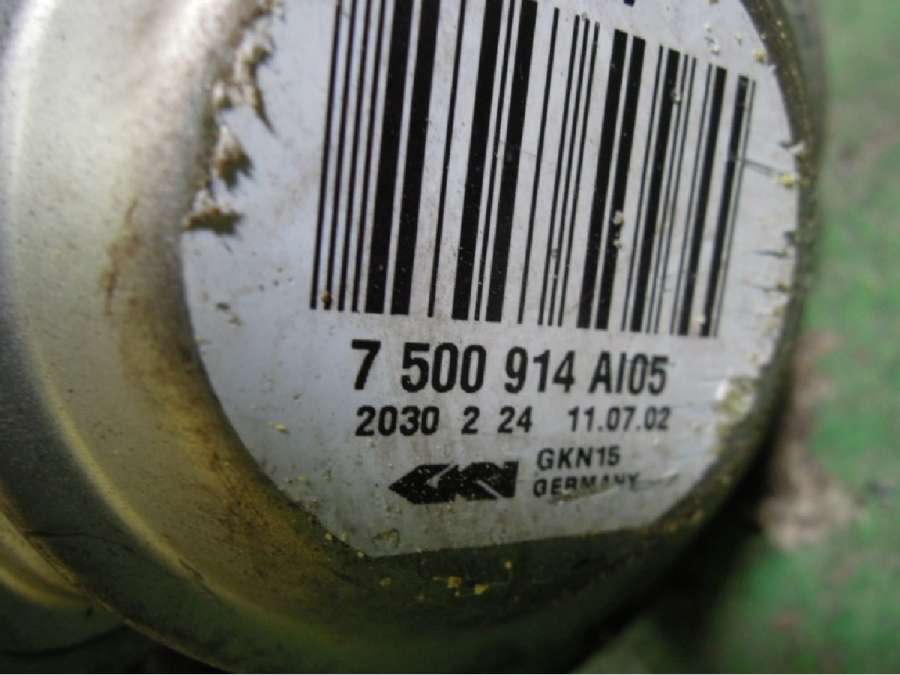 7 500 914 AI05
2030 2 24 11.07.02
GKN
GKN15
GERMANY